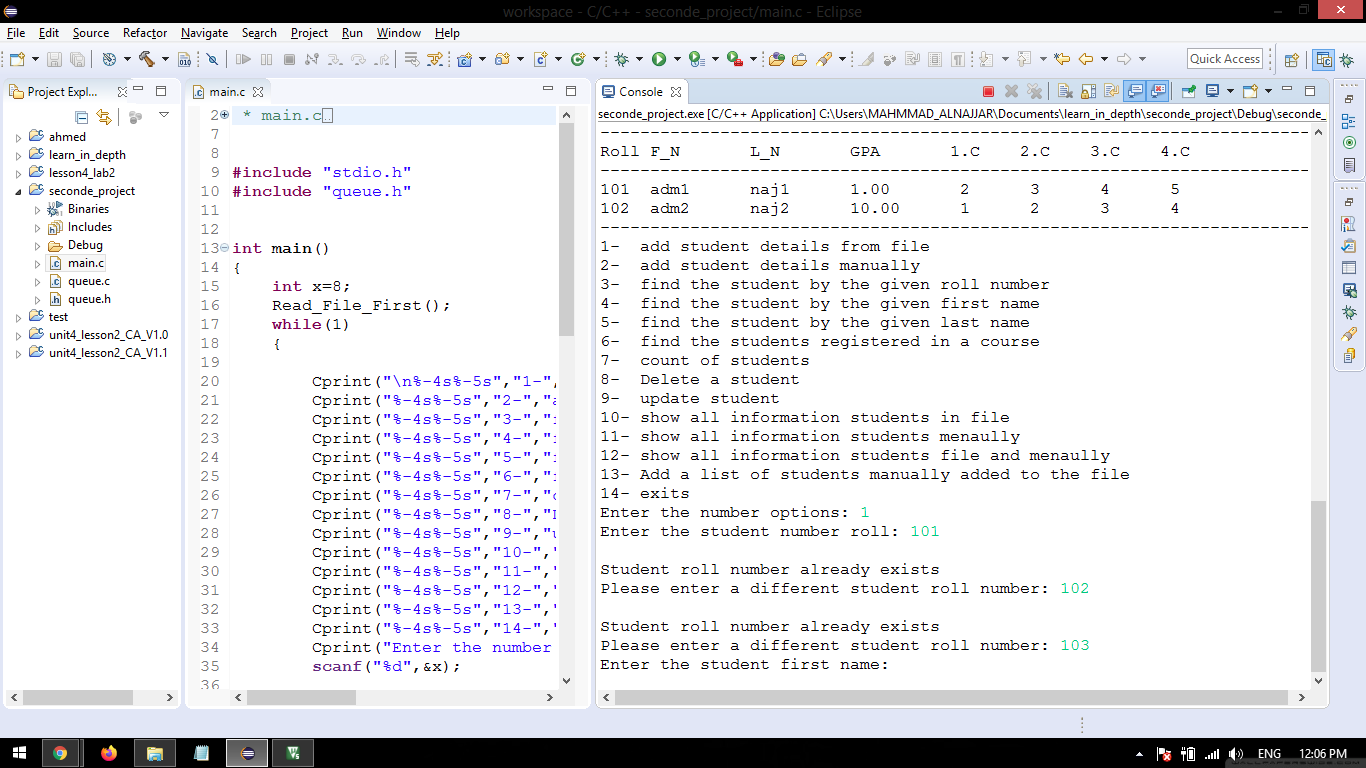 workspace - C/C++ - seconde_project/main.c - Eclipse
File Edit Source Refactor Navigate Search Project Run Window Help
Quick Access
Project Expl...
ahmed
learn_in_depth
lesson4_lab2
seconde_project
Binaries
Includes
Debug
main.c
queue.c
queue.h
test
unit4_lesson2_CA_V1.0
unit4_lesson2_CA_V1.1
main.c
2 * main.c
7
8
9 #include "stdio.h"
10 #include "queue.h"
11
12
13 int main()
14 {
15 int x=8;
16 Read_File_First();
17 while(1)
18 {
19
20 Cprint("\n%-4s%-5s","1-",
21 Cprint("%-4s%-5s","2-","a
22 Cprint("%-4s%-5s","3-","
23 Cprint("%-4s%-5s","4-","
24 Cprint("%-4s%-5s","5-","
25 Cprint("%-4s%-5s","6-","
26 Cprint("%-4s%-5s","7-","c
27 Cprint("%-4s%-5s","8-","
28 Cprint("%-4s%-5s","9-","u
29 Cprint("%-4s%-5s","10-","
30 Cprint("%-4s%-5s","11-","
31 Cprint("%-4s%-5s","12-","
32 Cprint("%-4s%-5s","13-","
33 Cprint("%-4s%-5s","14-","
34 Cprint("Enter the number
35 scanf("%d",&x);
36
Console
seconde_project.exe [C/C++ Application] C:\Users\MAHMMAD_ALNAJJAR\Documents\learn_in_depth\seconde_project\Debug\seconde_
-----------------------------------------------------------------------
Roll F_N L_N GPA 1.C 2.C 3.C 4.C
-----------------------------------------------------------------------
101 adm1 naj1 1.00 2 3 4 5
102 adm2 naj2 10.00 1 2 3 4
-----------------------------------------------------------------------
1- add student details from file
2- add student details manually
3- find the student by the given roll number
4- find the student by the given first name
5- find the student by the given last name
6- find the students registered in a course
7- count of students
8- Delete a student
9- update student
10- show all information students in file
11- show all information students menaully
12- show all information students file and menaully
13- Add a list of students manually added to the file
14- exits
Enter the number options: 1
Enter the student number roll: 101
Student roll number already exists
Please enter a different student roll number: 102
Student roll number already exists
Please enter a different student roll number: 103
Enter the student first name:
ENG 12:06 PM